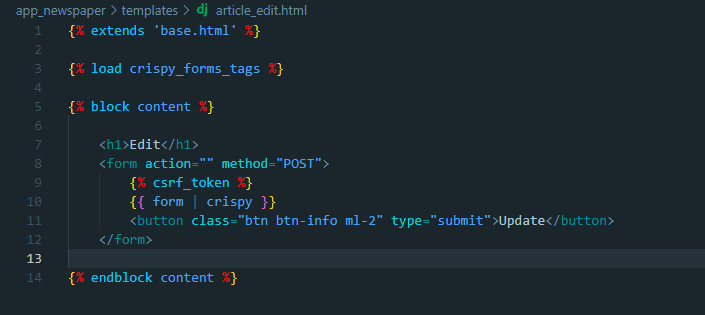 app_newspaper > templates > dj article_edit.html
1 {% extends 'base.html' %}
2
3 {% load crispy_forms_tags %}
4
5 {% block content %}
6
7 <h1>Edit</h1>
8 <form action="" method="POST">
9 {% csrf_token %}
10 {{ form | crispy }}
11 <button class="btn btn-info ml-2" type="submit">Update</button>
12 </form>
13
14 {% endblock content %}